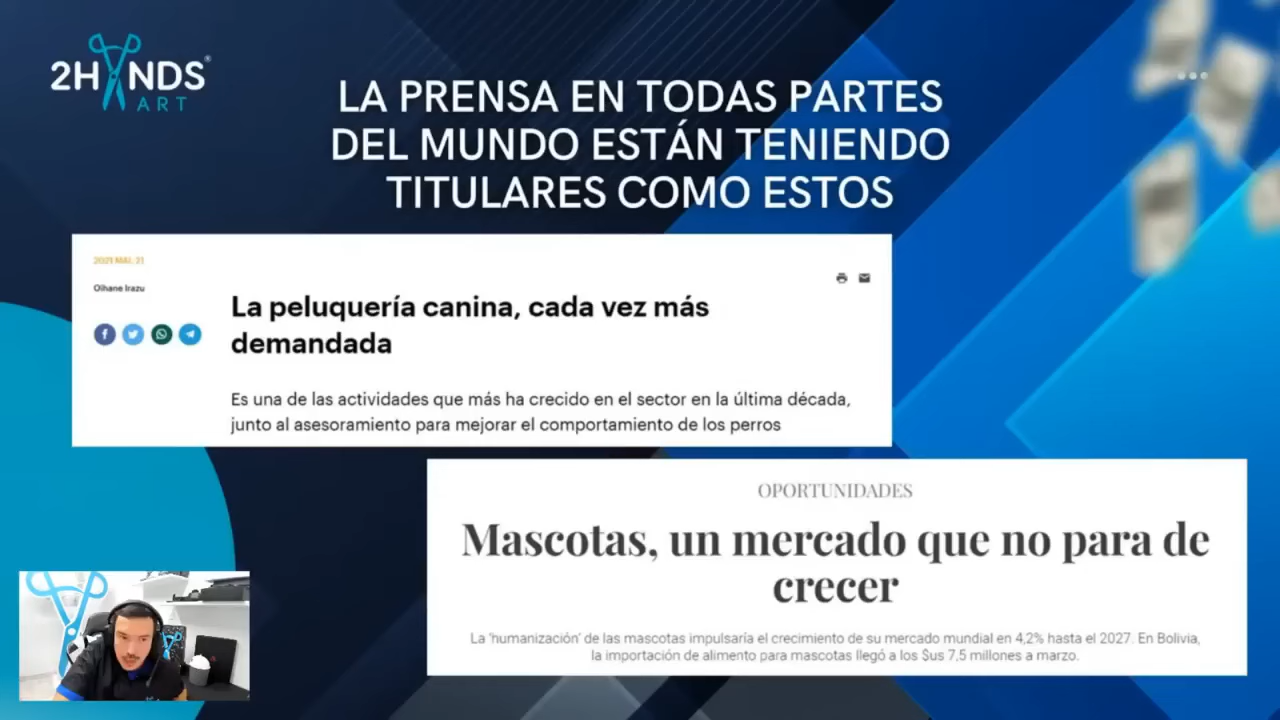 2HANDS®
ART
LA PRENSA EN TODAS PARTES
DEL MUNDO ESTÁN TENIENDO
TITULARES COMO ESTOS
2021 MAI. 21
Oihane Irazu
La peluquería canina, cada vez más
demandada
Es una de las actividades que más ha crecido en el sector en la última década,
junto al asesoramiento para mejorar el comportamiento de los perros
OPORTUNIDADES
Mascotas, un mercado que no para de
crecer
La 'humanización' de las mascotas impulsaría el crecimiento de su mercado mundial en 4,2% hasta el 2027. En Bolivia,
la importación de alimento para mascotas llegó a los $us 7,5 millones a marzo.